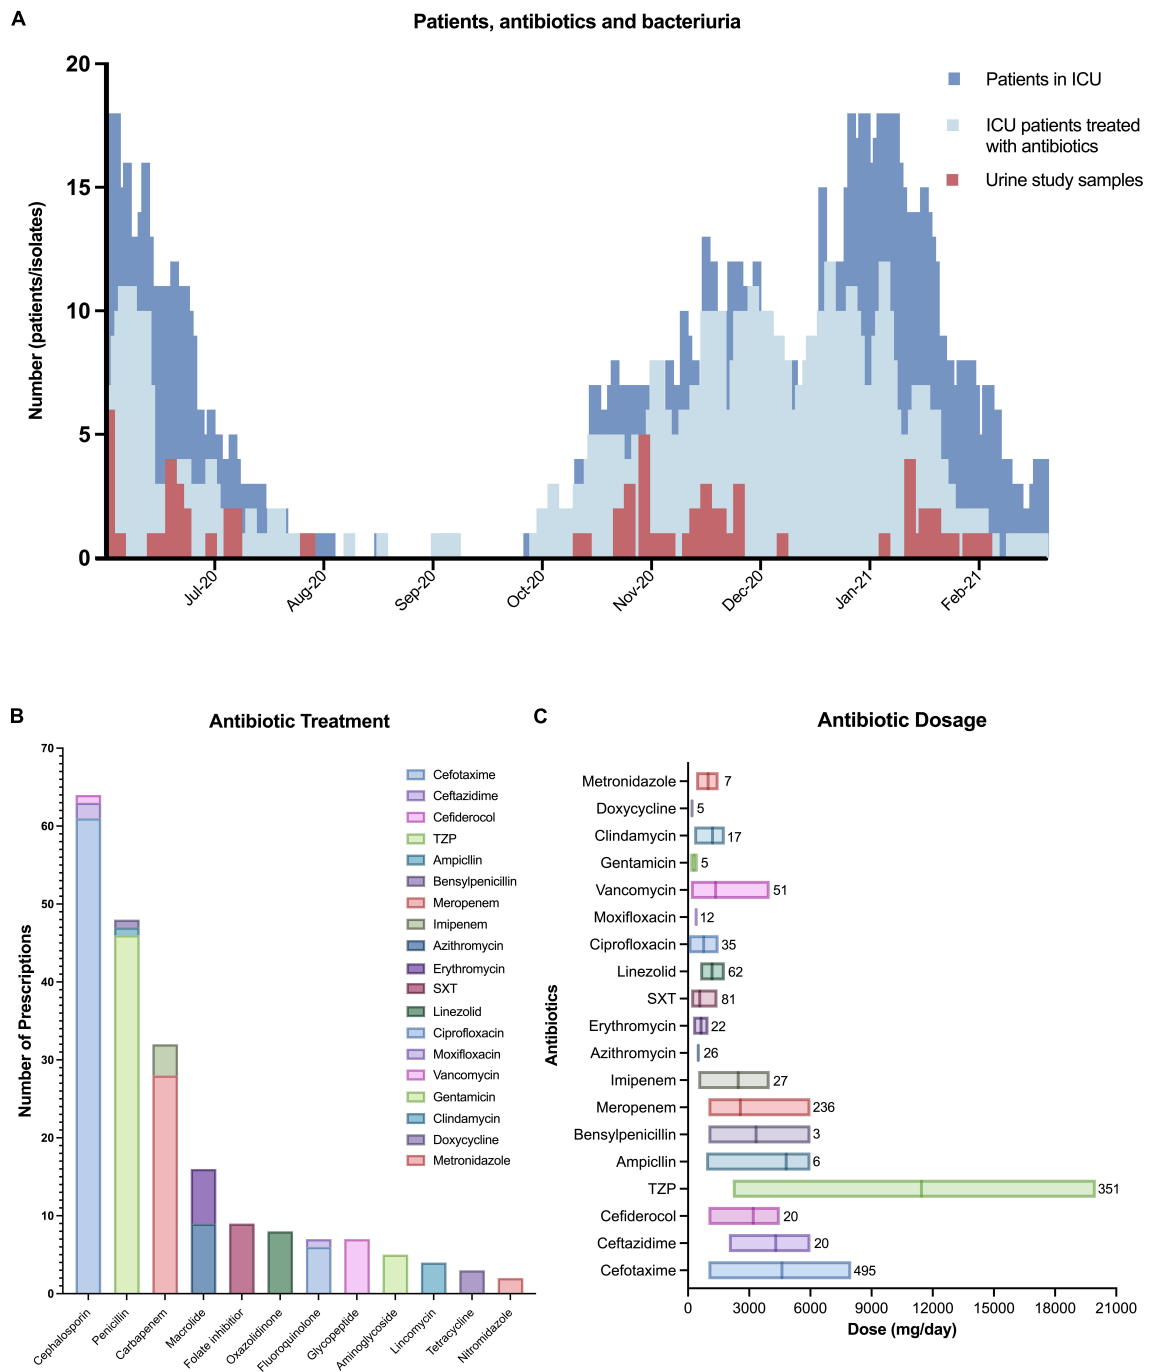 A
Patients, antibiotics and bacteriuria
Number (patients/isolates)
20
15
10
5
0
Jul-20
Aug-20
Sep-20
Oct-20
Nov-20
Dec-20
Jan-21
Feb-21
Patients in ICU
ICU patients treated
with antibiotics
Urine study samples
B
Antibiotic Treatment
Number of Prescriptions
70
60
50
40
30
20
10
0
Cephalosporin
Penicillin
Carbapenem
Macrolide
Folate inhibitior
Oxazolidinone
Fluoroquinolone
Glycopeptide
Aminoglycoside
Lincomycin
Tetracycline
Nitromidazole
Cefotaxime
Ceftazidime
Cefiderocol
TZP
Ampicllin
Bensylpenicillin
Meropenem
Imipenem
Azithromycin
Erythromycin
SXT
Linezolid
Ciprofloxacin
Moxifloxacin
Vancomycin
Gentamicin
Clindamycin
Doxycycline
Metronidazole
C
Antibiotic Dosage
Antibiotics
Metronidazole 7
Doxycycline 5
Clindamycin 17
Gentamicin 5
Vancomycin 51
Moxifloxacin 12
Ciprofloxacin 35
Linezolid 62
SXT 81
Erythromycin 22
Azithromycin 26
Imipenem 27
Meropenem 236
Bensylpenicillin 3
Ampicllin 6
TZP 351
Cefiderocol 20
Ceftazidime 20
Cefotaxime 495
0 3000 6000 9000 12000 15000 18000 21000
Dose (mg/day)